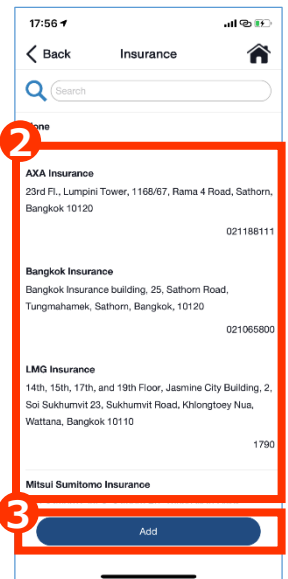 17:56
Back Insurance
Search
None
2
AXA Insurance
23rd Fl., Lumpini Tower, 1168/67, Rama 4 Road, Sathorn,
Bangkok 10120
021188111
Bangkok Insurance
Bangkok Insurance building, 25, Sathorn Road,
Tungmahamek, Sathorn, Bangkok, 10120
021065800
LMG Insurance
14th, 15th, 17th, and 19th Floor, Jasmine City Building, 2,
Soi Sukhumvit 23, Sukhumvit Road, Khlongtoey Nua,
Wattana, Bangkok 10110
1790
Mitsui Sumitomo Insurance
3
Add